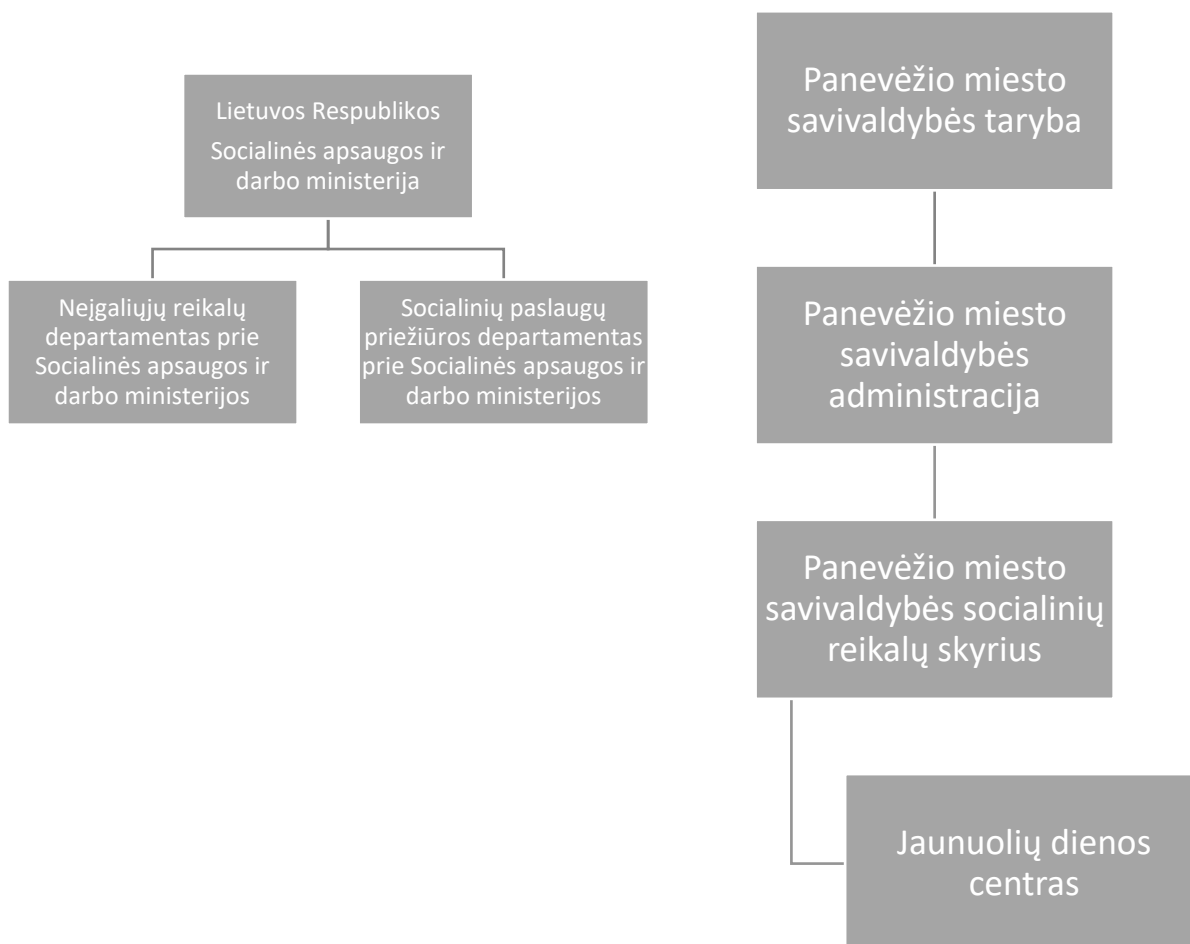 Lietuvos Respublikos
Socialinės apsaugos ir
darbo ministerija
Neįgaliųjų reikalų
departamentas prie
Socialinės apsaugos ir
darbo ministerijos
Socialinių paslaugų
priežiūros departamentas
prie Socialinės apsaugos ir
darbo ministerijos
Panevėžio miesto
savivaldybės taryba
Panevėžio miesto
savivaldybės
administracija
Panevėžio miesto
savivaldybės socialinių
reikalų skyrius
Jaunuolių dienos
centras